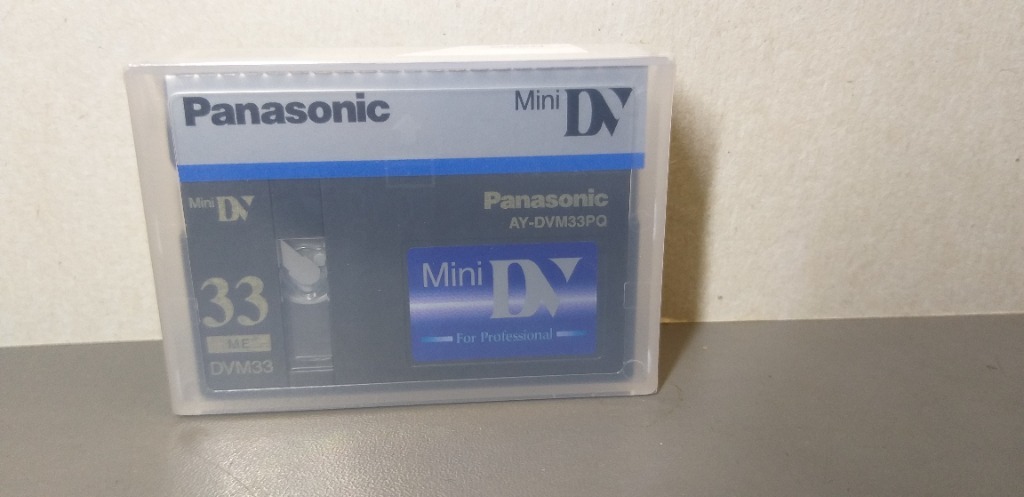 Panasonic
Mini DV
Mini DV
Panasonic
AY-DVM33PQ
Mini DV
For Professional
33
ME
DVM33